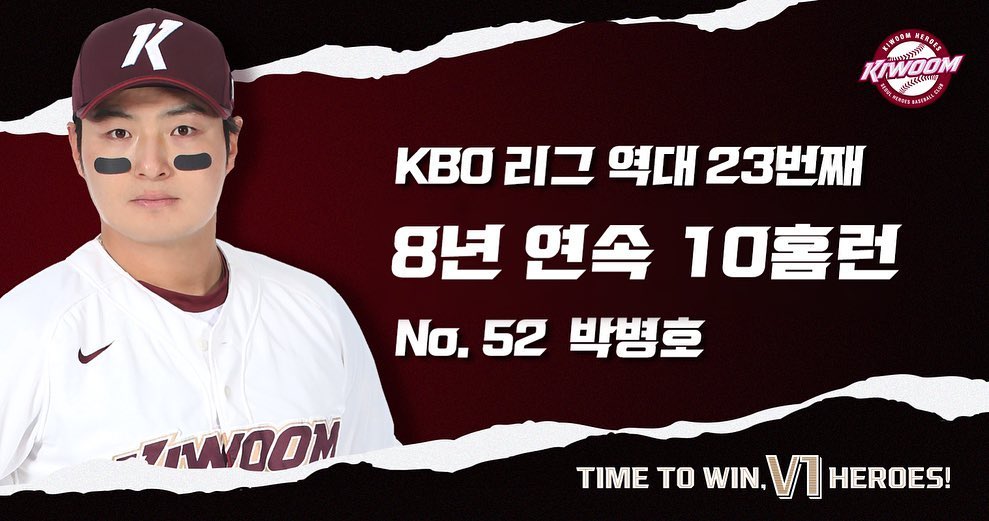 K
KIWOOM HEROES
KIWOOM
SEOUL HEROES BASEBALL CLUB
KBO 리그 역대 23번째
8년 연속 10홈런
No. 52 박병호
KIWOOM
TIME TO WIN, V1 HEROES!